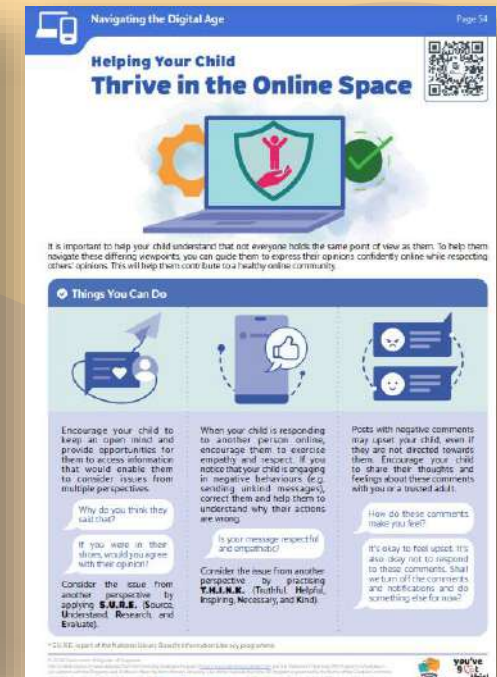 Navigating the Digital Age
Page 54
Helping Your Child
Thrive in the Online Space
It is important to help your child understand that not everyone holds the same point of view as them. To help them
navigate these differing viewpoints, you can guide them to express their opinions confidently online while respecting
others' opinions. This will help them contribute to a healthy online community.
Things You Can Do
Encourage your child to
keep an open mind and
provide opportunities for
them to access information
that would enable them
to consider issues from
multiple perspectives.
Why do you think they
said that?
If you were in their
shoes, would you agree
with their opinion?
Consider the issue from
another perspective by
applying S.U.R.E. (Source,
Understand, Research, and
Evaluate).
When your child is responding
to another person online,
encourage them to exercise
empathy and respect. If you
notice that your child is engaging
in negative behaviours (e.g.
sending unkind messages),
correct them and help them to
understand why their actions
are wrong.
Is your message respectful
and empathetic?
Consider the issue from another
perspective by practising
T.H.I.N.K. (Truthful, Helpful,
Inspiring, Necessary, and Kind).
Posts with negative comments
may upset your child, even if
they are not directed towards
them. Encourage your child
to share their thoughts and
feelings about these comments
with you or a trusted adult.
How do these comments
make you feel?
It's okay to feel upset. It's
also okay not to respond
to these comments. Shall
we turn off the comments
and notifications and do
something else for now?
S.U.R.E. is part of the National Library Board's Information Literacy programme.
you've